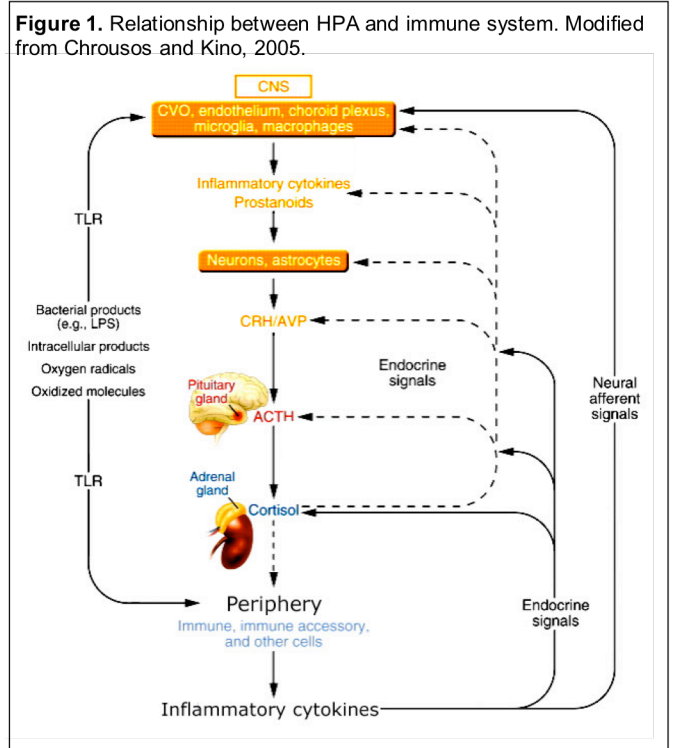 Figure 1. Relationship between HPA and immune system. Modified
from Chrousos and Kino, 2005.
CNS
CVO, endothelium, choroid plexus,
microglia, macrophages
Inflammatory cytokines
Prostanoids
TLR
Neurons, astrocytes
Bacterial products
(e.g., LPS)
Intracellular products
Oxygen radicals
Oxidized molecules
CRH/AVP
Endocrine
signals
Neural
afferent
signals
Pituitary
gland
ACTH
TLR
Adrenal
gland
Cortisol
Periphery
Immune, immune accessory,
and other cells
Endocrine
signals
Inflammatory cytokines